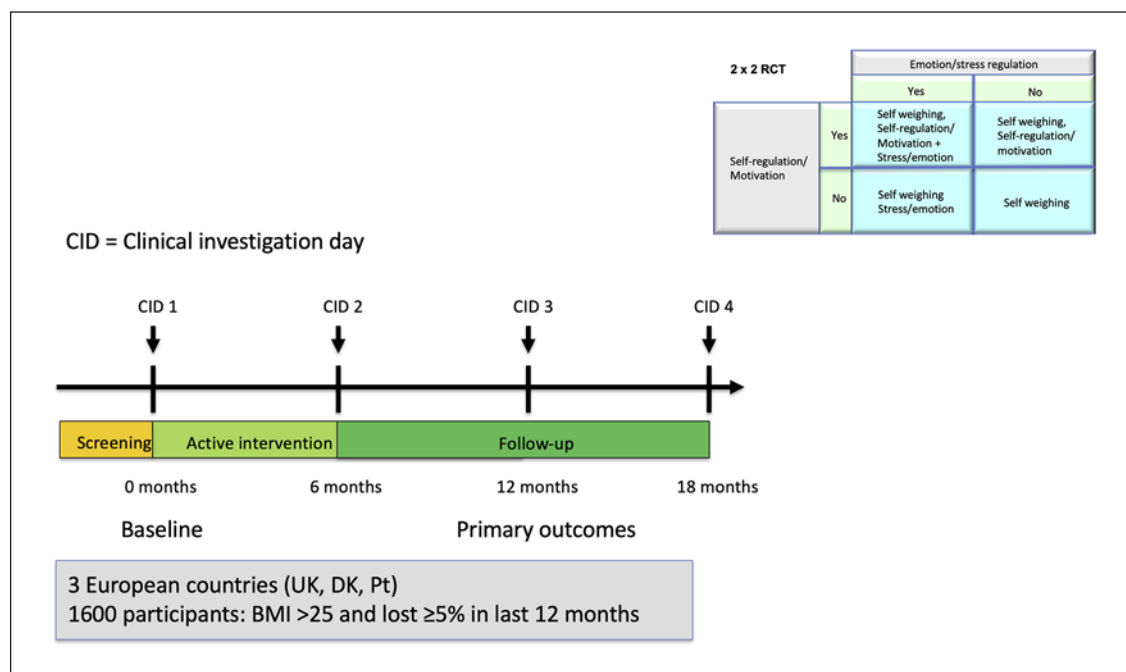 2 x 2 RCT
Emotion/stress regulation
Yes
No
Self-regulation/
Motivation
Yes
Self weighing,
Self-regulation/
Motivation +
Stress/emotion
Self weighing,
Self-regulation/
motivation
No
Self weighing
Stress/emotion
Self weighing
CID = Clinical investigation day
CID 1
CID 2
CID 3
CID 4
Screening
Active intervention
Follow-up
0 months
6 months
12 months
18 months
Baseline
Primary outcomes
3 European countries (UK, DK, Pt)
1600 participants: BMI >25 and lost ≥5% in last 12 months